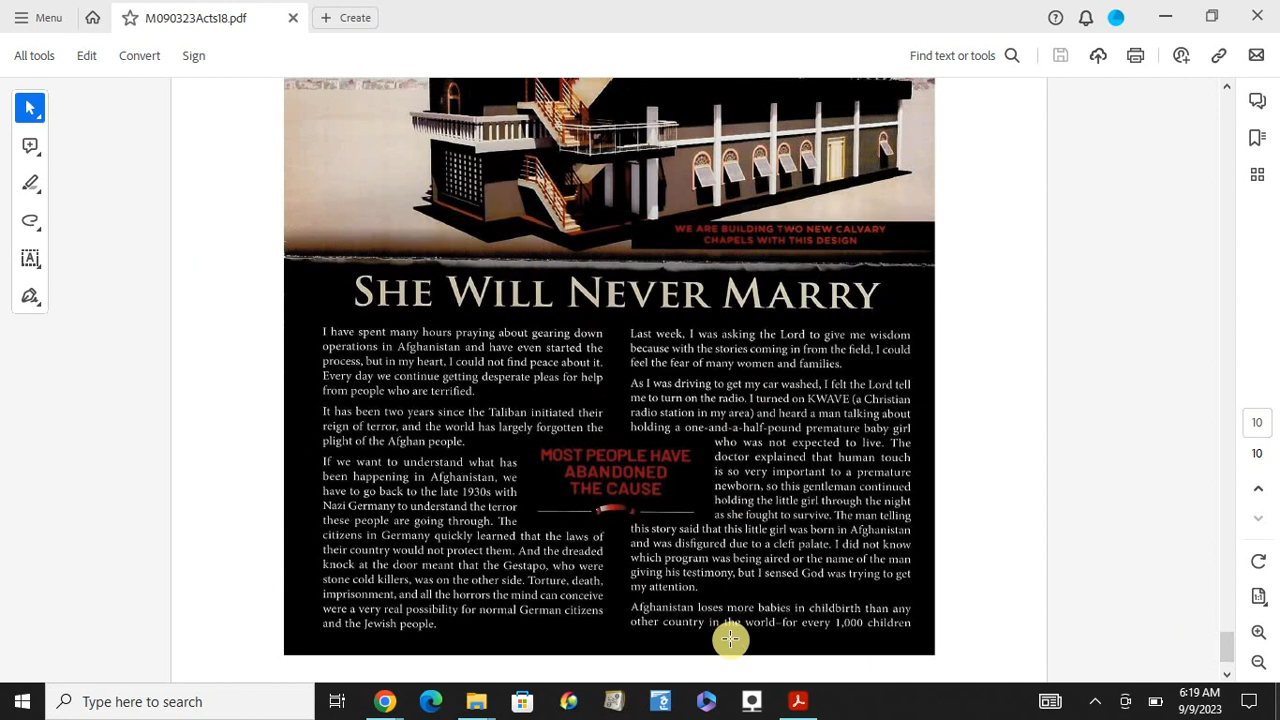 Menu
M090323Acts18.pdf
Create
All tools
Edit
Convert
Sign
Find text or tools
WE ARE BUILDING TWO NEW CALVARY
CHAPELS WITH THIS DESIGN
SHE WILL NEVER MARRY
I have spent many hours praying about gearing down
operations in Afghanistan and have even started the
process, but in my heart, I could not find peace about it.
Every day we continue getting desperate pleas for help
from people who are terrified.
It has been two years since the Taliban initiated their
reign of terror, and the world has largely forgotten the
plight of the Afghan people.
If we want to understand what has
been happening in Afghanistan, we
have to go back to the late 1930s with
Nazi Germany to understand the terror
these people are going through. The
citizens in Germany quickly learned that the laws of
their country would not protect them. And the dreaded
knock at the door meant that the Gestapo, who were
stone cold killers, was on the other side. Torture, death,
imprisonment, and all the horrors the mind can conceive
were a very real possibility for normal German citizens
and the Jewish people.
MOST PEOPLE HAVE
ABANDONED
THE CAUSE
Last week, I was asking the Lord to give me wisdom
because with the stories coming in from the field, I could
feel the fear of many women and families.
As I was driving to get my car washed, I felt the Lord tell
me to turn on the radio. I turned on KWAVE (a Christian
radio station in my area) and heard a man talking about
holding a one-and-a-half-pound premature baby girl
who was not expected to live. The
doctor explained that human touch
is so very important to a premature
newborn, so this gentleman continued
holding the little girl through the night
as she fought to survive. The man telling
this story said that this little girl was born in Afghanistan
and was disfigured due to a cleft palate. I did not know
which program was being aired or the name of the man
giving his testimony, but I sensed God was trying to get
my attention.
Afghanistan loses more babies in childbirth than any
other country in the world–for every 1,000 children
10
10
Type here to search
6:19 AM
9/9/2023